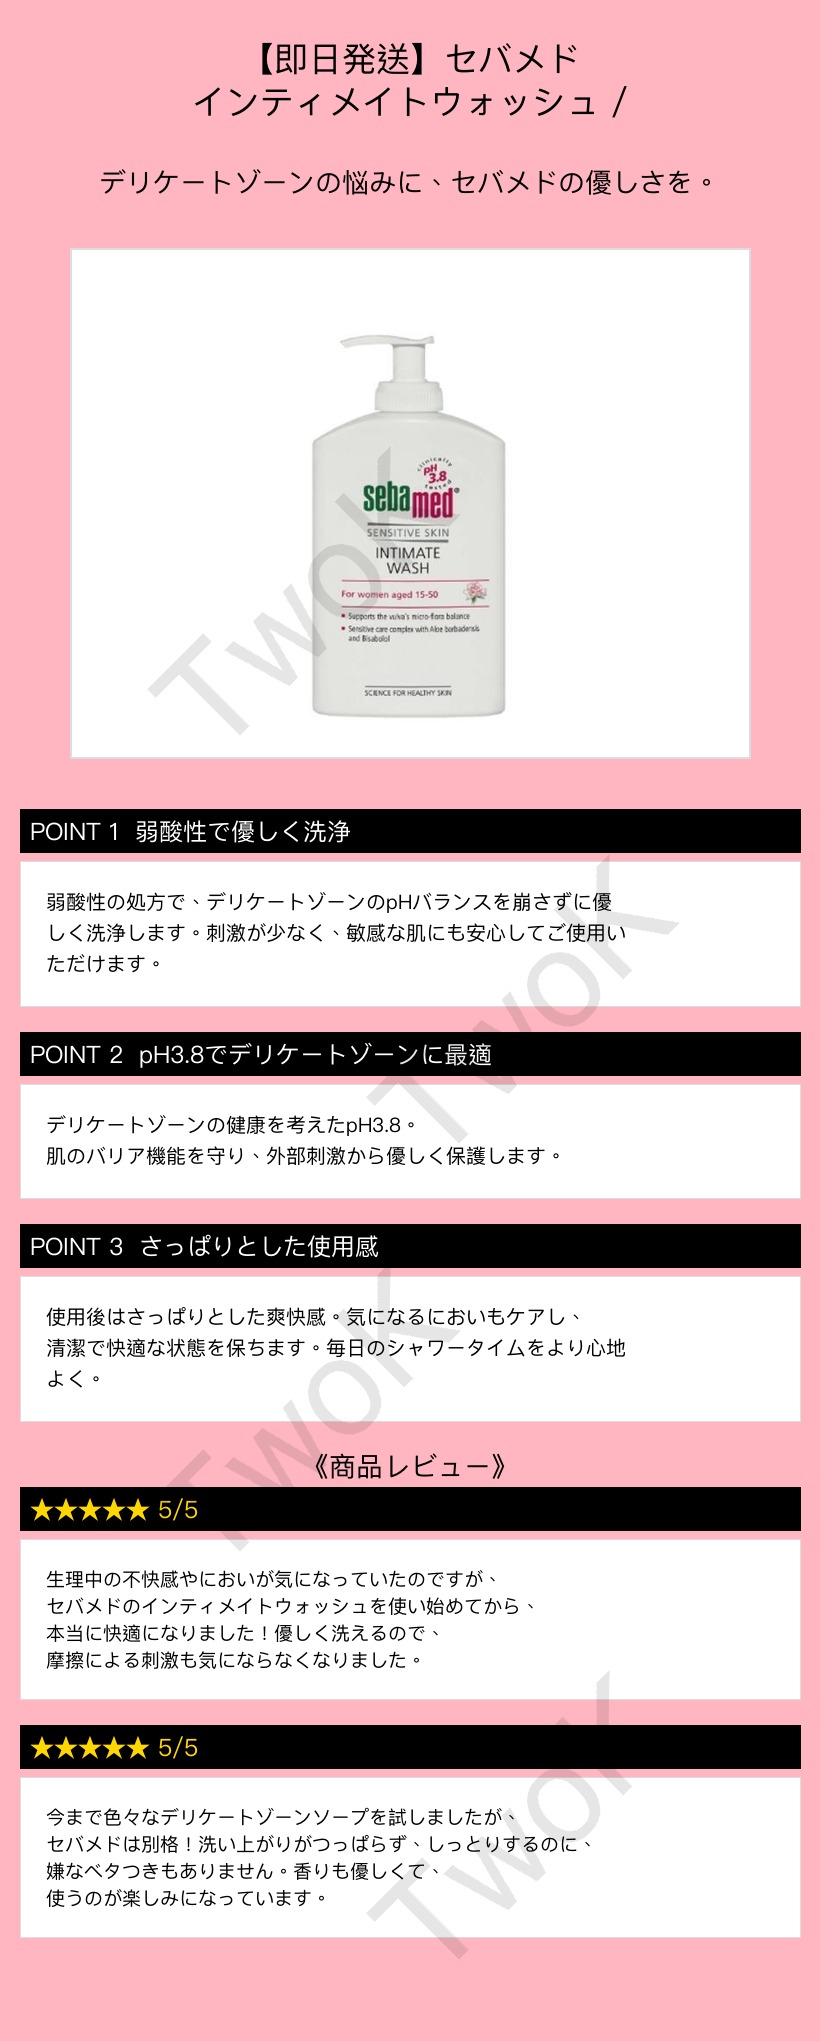 【即日発送】セバメド
インティメイトウォッシュ /
デリケートゾーンの悩みに、セバメドの優しさを。
clinically
pH
3.8
tested
sebamed®
SENSITIVE SKIN
INTIMATE
WASH
For women aged 15-50
▪ Supports the vulva's micro-flora balance
▪ Sensitive care complex with Aloe barbadensis
and Bisabolol
SCIENCE FOR HEALTHY SKIN
TwoK
POINT 1 弱酸性で優しく洗浄
弱酸性の処方で、デリケートゾーンのpHバランスを崩さずに優
しく洗浄します。刺激が少なく、敏感な肌にも安心してご使用い
ただけます。
TwoK
POINT 2 pH3.8でデリケートゾーンに最適
デリケートゾーンの健康を考えたpH3.8。
肌のバリア機能を守り、外部刺激から優しく保護します。
POINT 3 さっぱりとした使用感
使用後はさっぱりとした爽快感。気になるにおいもケアし、
清潔で快適な状態を保ちます。毎日のシャワータイムをより心地
よく。
TwoK
《商品レビュー》
★★★★★ 5/5
生理中の不快感やにおいが気になっていたのですが、
セバメドのインティメイトウォッシュを使い始めてから、
本当に快適になりました！優しく洗えるので、
摩擦による刺激も気にならなくなりました。
★★★★★ 5/5
今まで色々なデリケートゾーンソープを試しましたが、
セバメドは別格！洗い上がりがつっぱらず、しっとりするのに、
嫌なベタつきもありません。香りも優しくて、
使うのが楽しみになっています。
TwoK